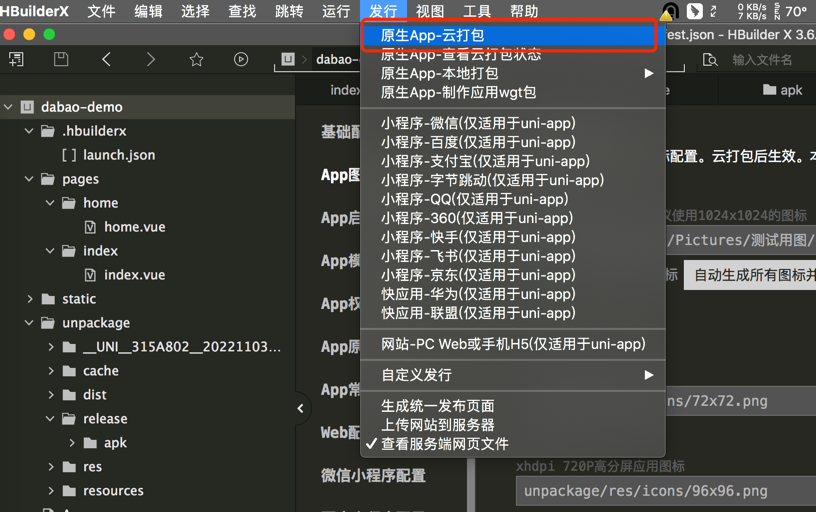 HBuilderX 文件 编辑 选择 查找 跳转 运行 发行 视图 工具 帮助
0 KB/s
7 KB/s
70°
est.json - HBuilder X 3.6
dabao-
输入文件名
index
apk
dabao-demo
.hbuilderx
launch.json
pages
home
home.vue
index
index.vue
static
unpackage
__UNI__315A802__20221103...
cache
dist
release
apk
res
resources
基础配
App图
App启
App模
App权
App原
App常
Web配
微信小程序配置
原生App-云打包
原生App-查看云打包状态
原生App-本地打包
原生App-制作应用wgt包
小程序-微信(仅适用于uni-app)
小程序-百度(仅适用于uni-app)
小程序-支付宝(仅适用于uni-app)
小程序-字节跳动(仅适用于uni-app)
小程序-QQ(仅适用于uni-app)
小程序-360(仅适用于uni-app)
小程序-快手(仅适用于uni-app)
小程序-飞书(仅适用于uni-app)
小程序-京东(仅适用于uni-app)
快应用-华为(仅适用于uni-app)
快应用-联盟(仅适用于uni-app)
网站-PC Web或手机H5(仅适用于uni-app)
自定义发行
生成统一发布页面
上传网站到服务器
查看服务端网页文件
标配置。云打包后生效。本
议使用1024x1024的图标
/Pictures/测试用图/
标 自动生成所有图标并
ns/72x72.png
xhdpi 720P高分屏应用图标
unpackage/res/icons/96x96.png